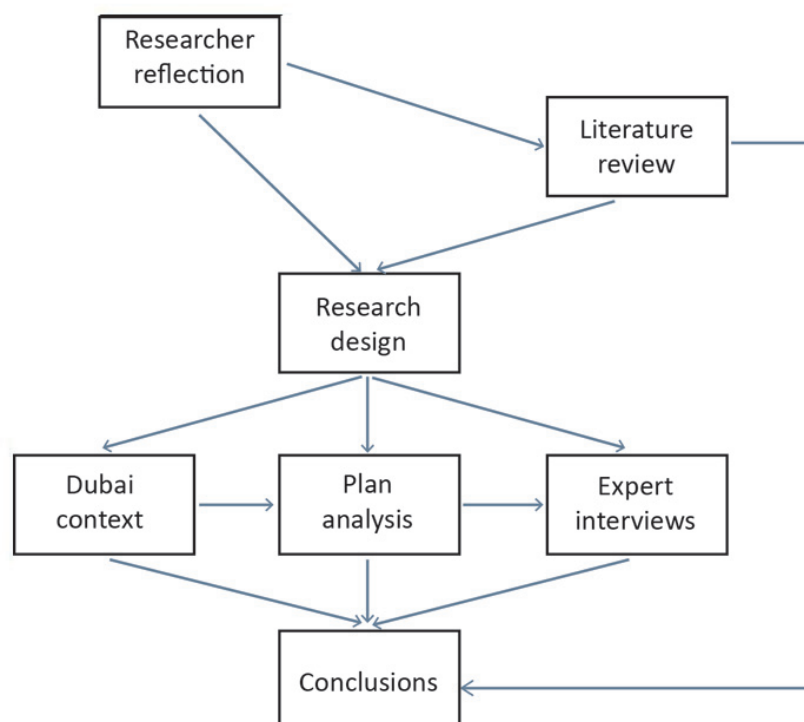 Researcher
reflection
Literature
review
Research
design
Dubai
context
Plan
analysis
Expert
interviews
Conclusions